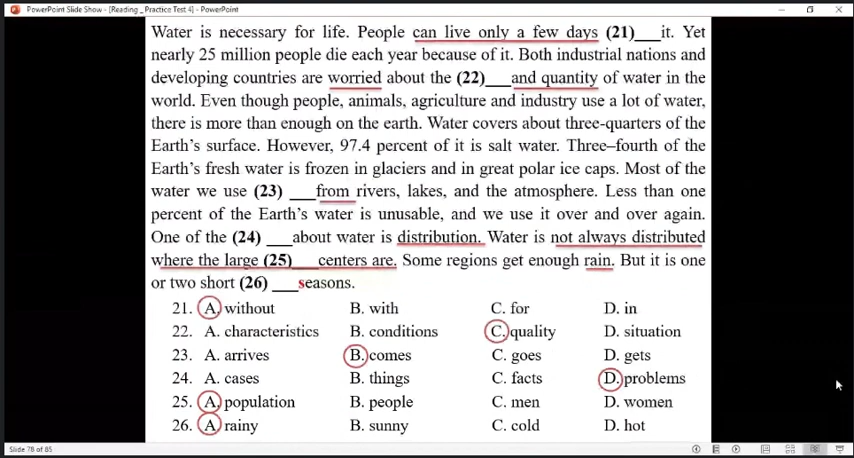 PowerPoint Slide Show - [Reading _ Practice Test 4] - PowerPoint
Water is necessary for life. People can live only a few days (21)___it. Yet
nearly 25 million people die each year because of it. Both industrial nations and
developing countries are worried about the (22)___and quantity of water in the
world. Even though people, animals, agriculture and industry use a lot of water,
there is more than enough on the earth. Water covers about three-quarters of the
Earth's surface. However, 97.4 percent of it is salt water. Three–fourth of the
Earth's fresh water is frozen in glaciers and in great polar ice caps. Most of the
water we use (23) ___from rivers, lakes, and the atmosphere. Less than one
percent of the Earth's water is unusable, and we use it over and over again.
One of the (24) ___about water is distribution. Water is not always distributed
where the large (25)___ centers are. Some regions get enough rain. But it is one
or two short (26) ___seasons.
21. A. without B. with C. for D. in
22. A. characteristics B. conditions C. quality D. situation
23. A. arrives B. comes C. goes D. gets
24. A. cases B. things C. facts D. problems
25. A. population B. people C. men D. women
26. A. rainy B. sunny C. cold D. hot
Slide 78 of 85